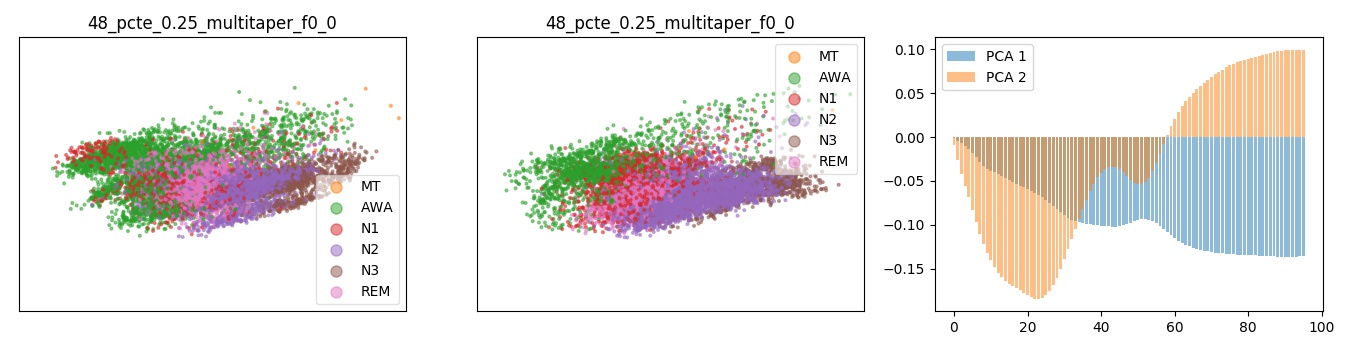 48_pcte_0.25_multitaper_f0_0
MT
AWA
N1
N2
N3
REM
48_pcte_0.25_multitaper_f0_0
MT
AWA
N1
N2
N3
REM
PCA 1
PCA 2
0.10
0.05
0.00
−0.05
−0.10
−0.15
0 20 40 60 80 100